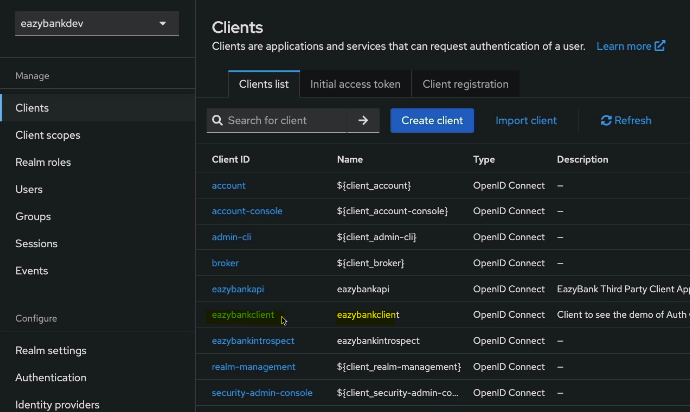 eazybankdev
Manage
Clients
Client scopes
Realm roles
Users
Groups
Sessions
Events
Configure
Realm settings
Authentication
Identity providers
Clients
Clients are applications and services that can request authentication of a user. Learn more
Clients list Initial access token Client registration
Search for client Create client Import client Refresh
Client ID Name Type Description
account ${client_account} OpenID Connect –
account-console ${client_account-console} OpenID Connect –
admin-cli ${client_admin-cli} OpenID Connect –
broker ${client_broker} OpenID Connect –
eazybankapi eazybankapi OpenID Connect EazyBank Third Party Client App
eazybankclient eazybankclient OpenID Connect Client to see the demo of Auth
eazybankintrospect eazybankintrospect OpenID Connect –
realm-management ${client_realm-management} OpenID Connect –
security-admin-console ${client_security-admin-co... OpenID Connect –